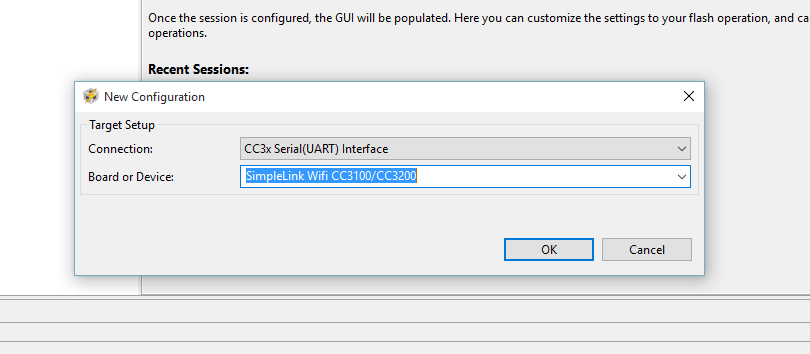 Once the session is configured, the GUI will be populated. Here you can customize the settings to your flash operation, and ca
operations.
Recent Sessions:
New Configuration
Target Setup
Connection: CC3x Serial(UART) Interface
Board or Device: SimpleLink Wifi CC3100/CC3200
OK Cancel